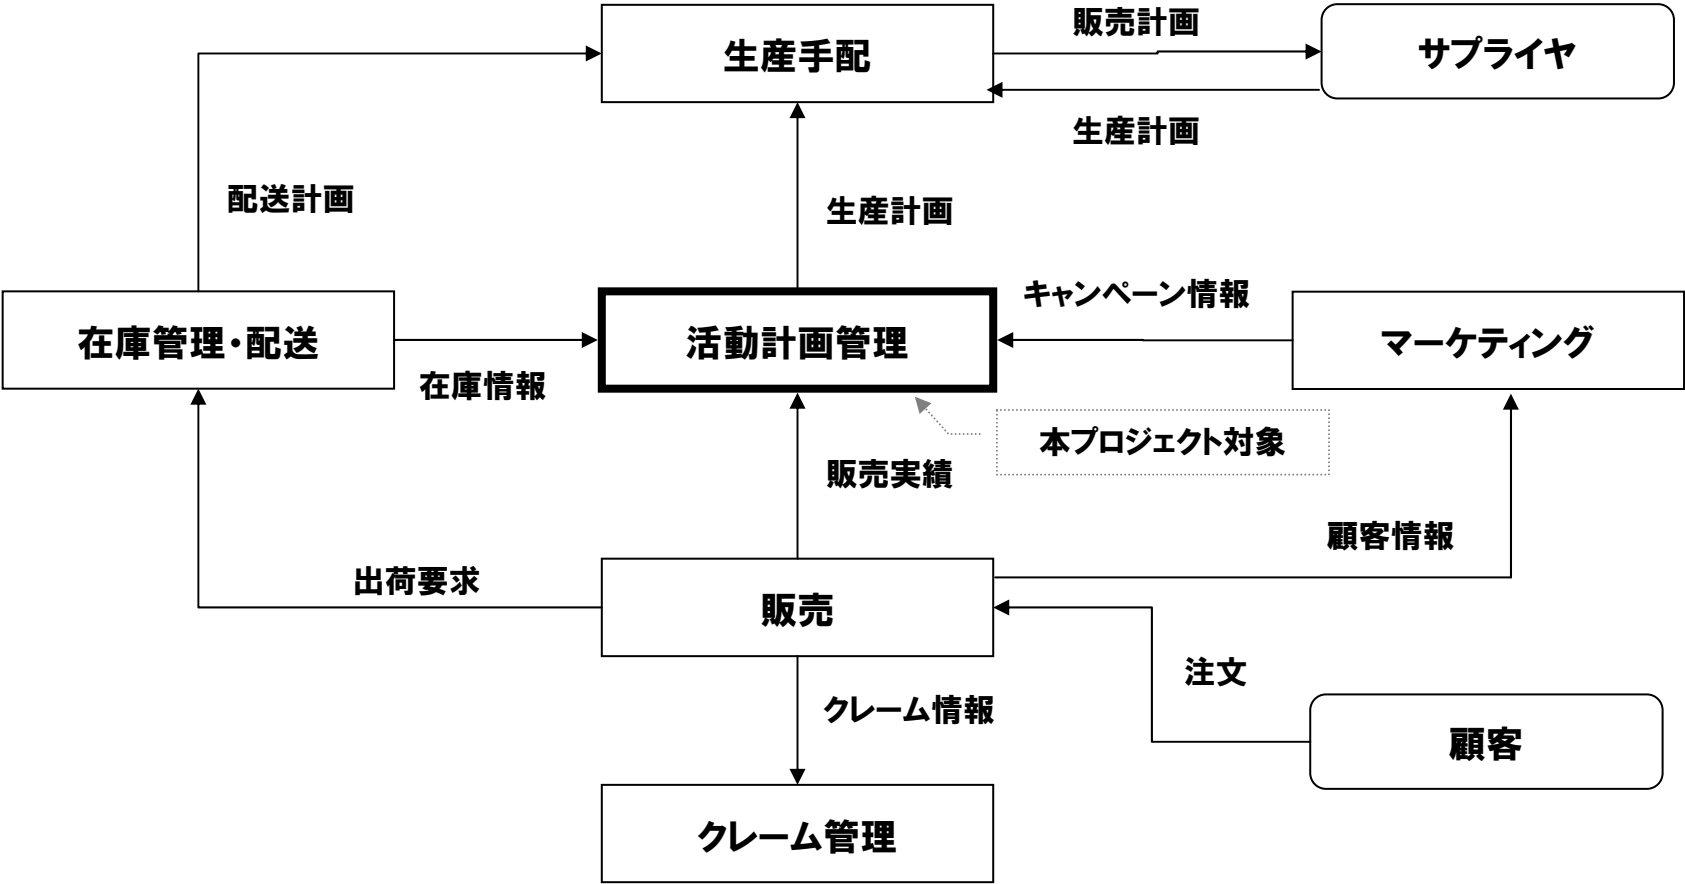 販売計画
生産手配
サプライヤ
生産計画
配送計画
生産計画
キャンペーン情報
在庫管理・配送
活動計画管理
マーケティング
在庫情報
本プロジェクト対象
販売実績
顧客情報
出荷要求
販売
注文
クレーム情報
顧客
クレーム管理